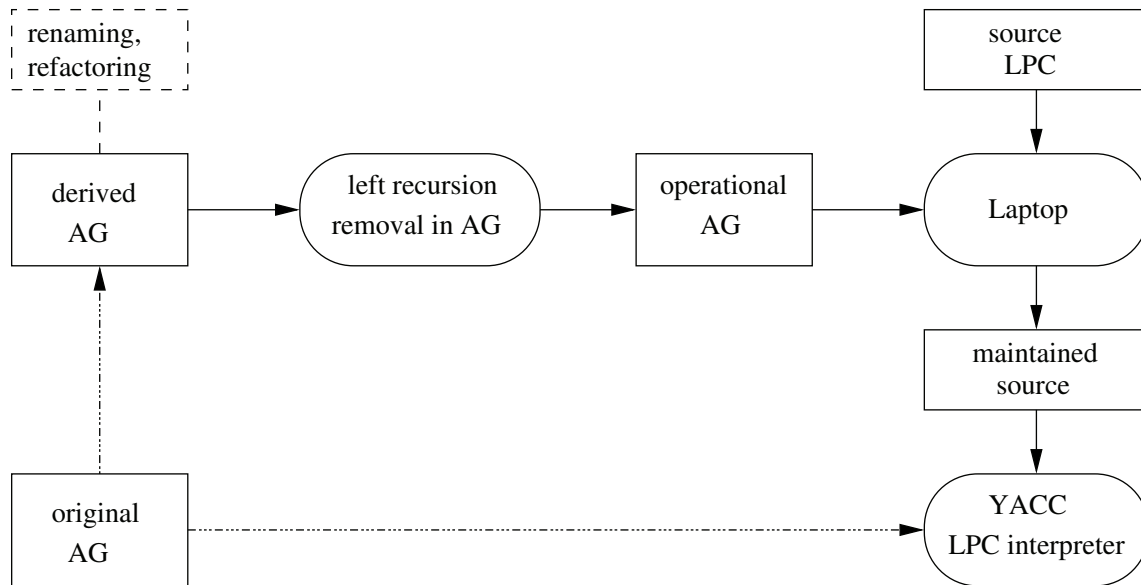 renaming,
refactoring
source
LPC
derived
AG
left recursion
removal in AG
operational
AG
Laptop
maintained
source
original
AG
YACC
LPC interpreter